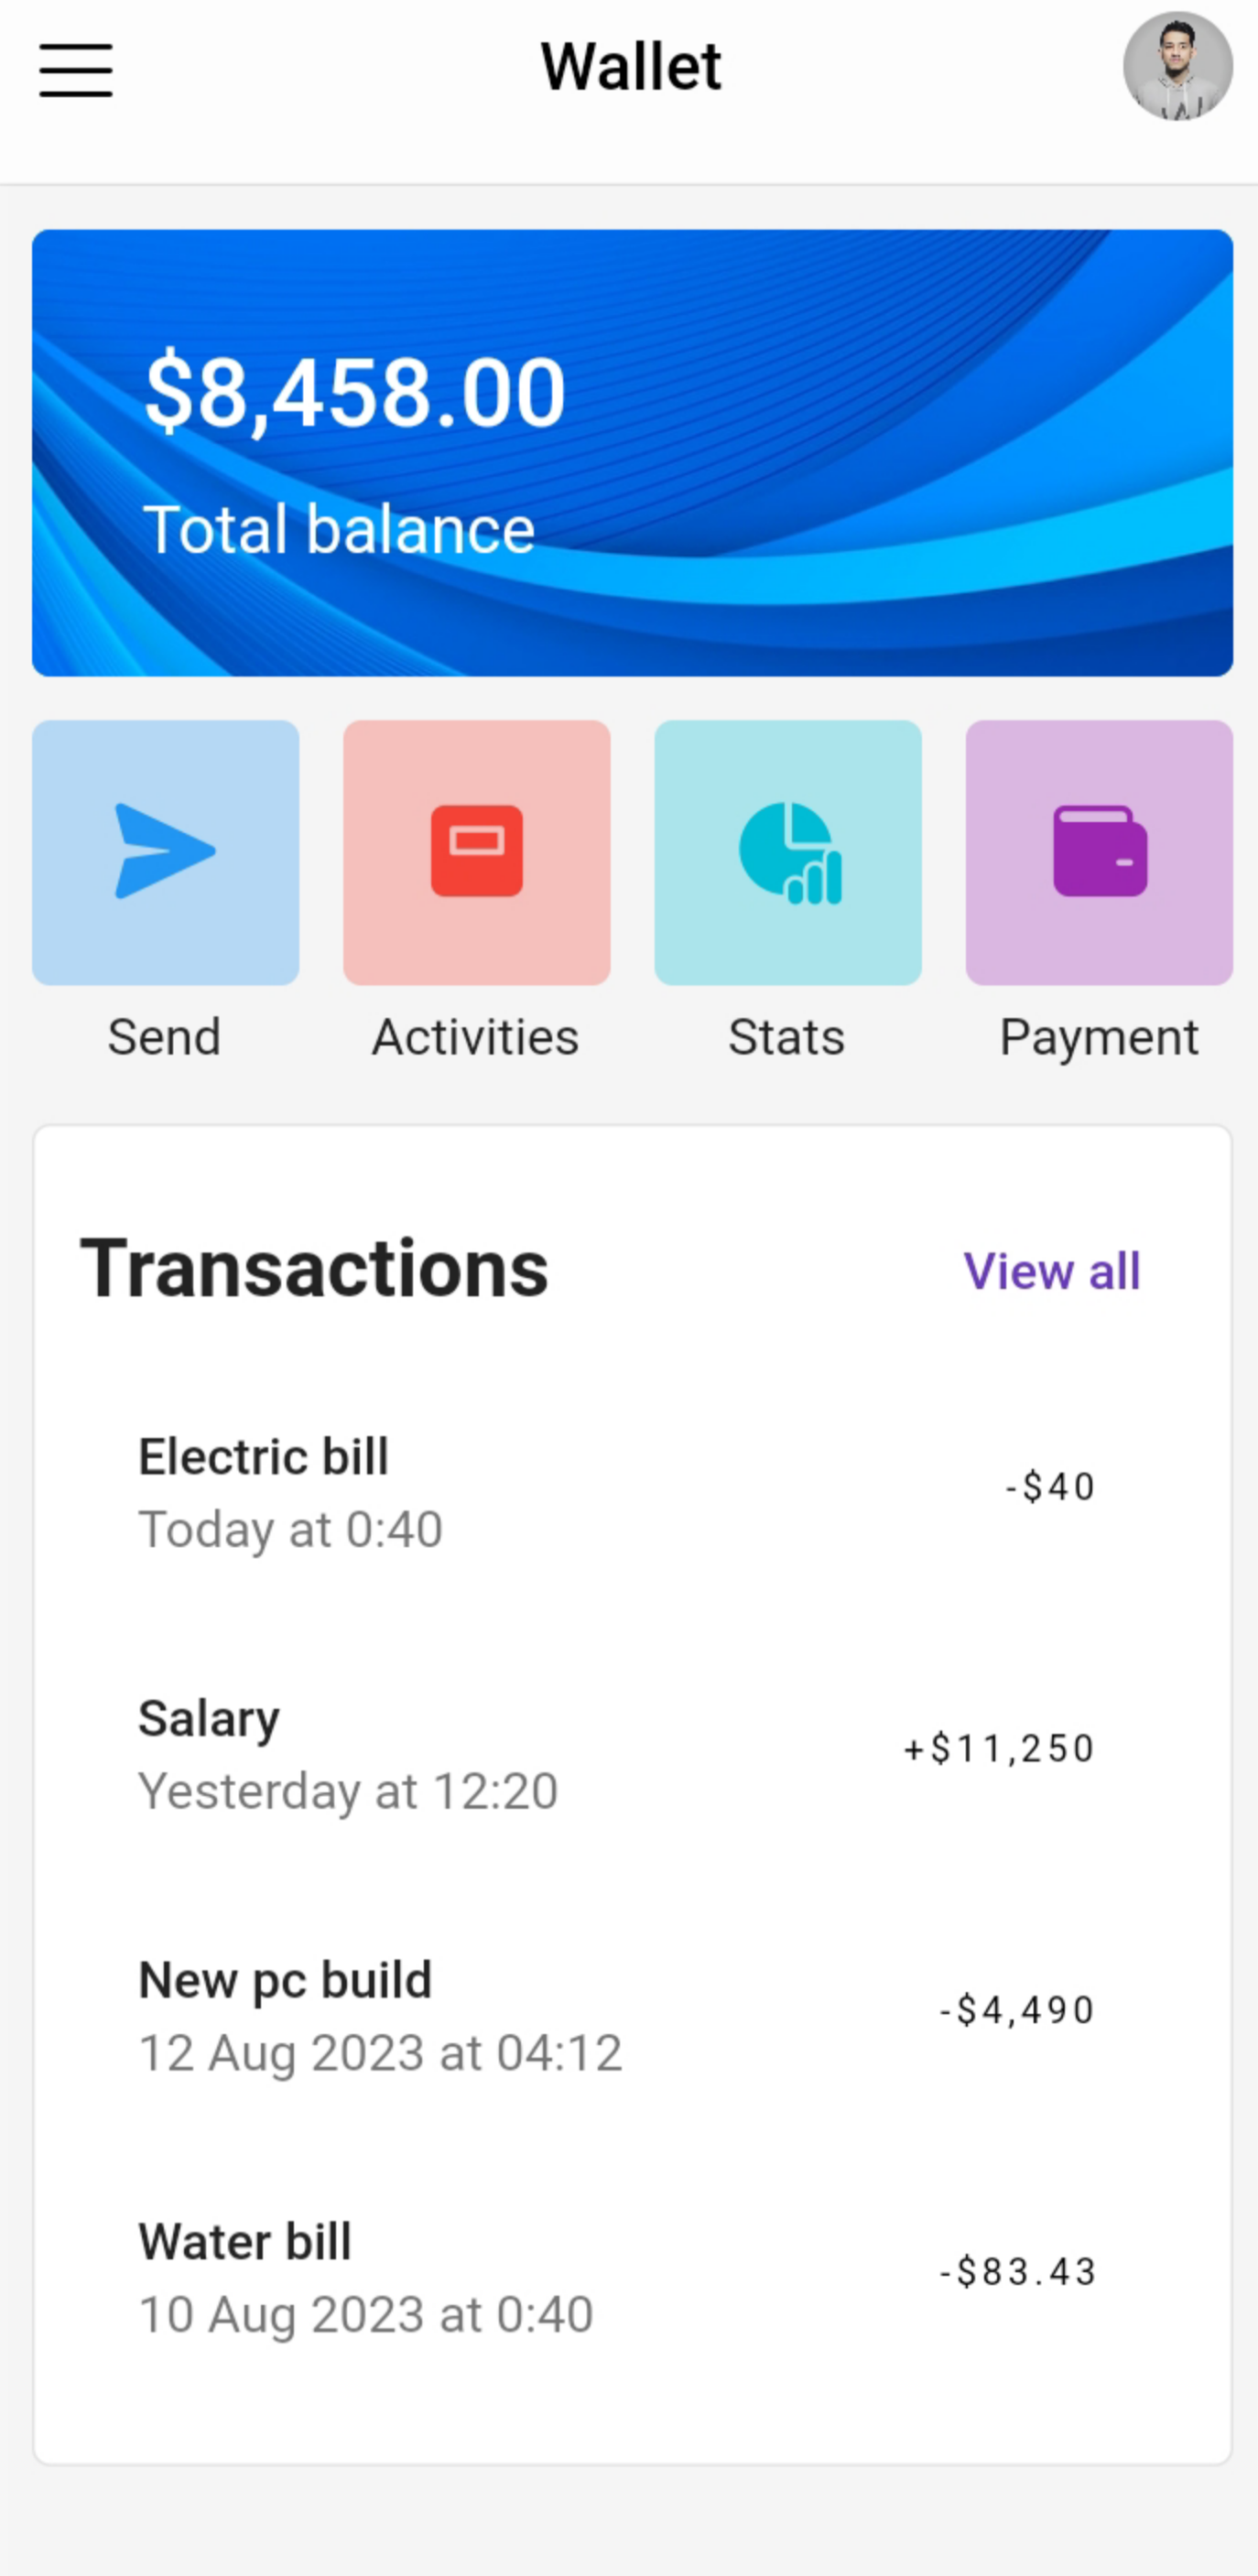 Wallet
$8,458.00
Total balance
Send
Activities
Stats
Payment
Transactions
View all
Electric bill
-$40
Today at 0:40
Salary
+$11,250
Yesterday at 12:20
New pc build
-$4,490
12 Aug 2023 at 04:12
Water bill
-$83.43
10 Aug 2023 at 0:40